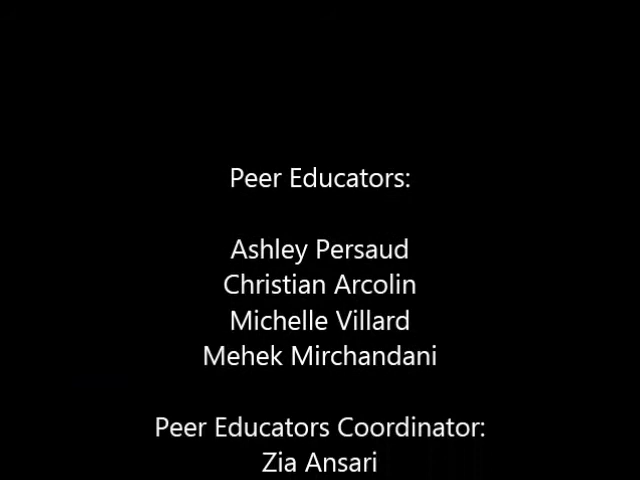 Peer Educators:
Ashley Persaud
Christian Arcolin
Michelle Villard
Mehek Mirchandani
Peer Educators Coordinator:
Zia Ansari